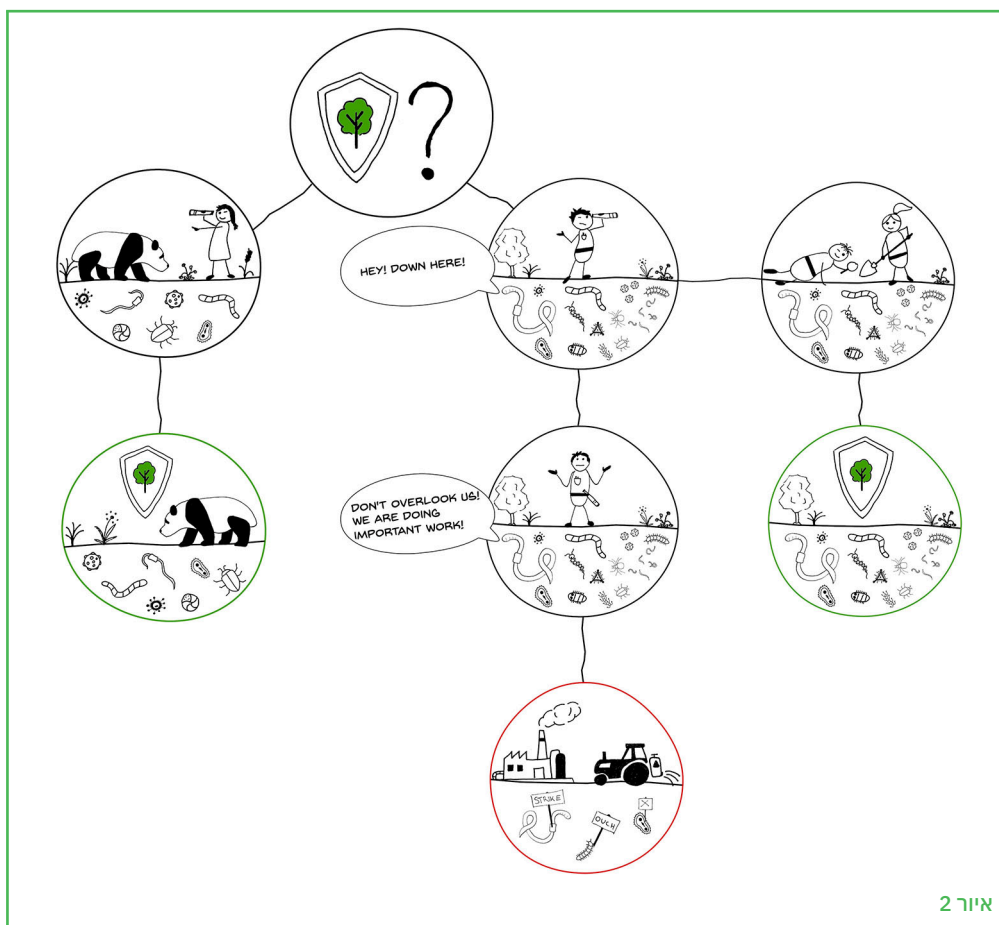 ?
HEY! DOWN HERE!
DON'T OVERLOOK US!
WE ARE DOING
IMPORTANT WORK!
STRIKE
OUCH
X
איור 2